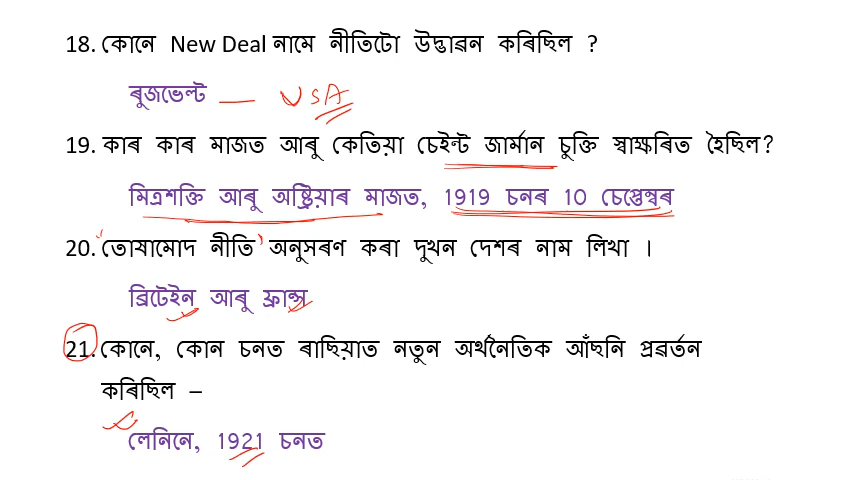 18. কোনে New Deal নামে নীতিটো উদ্ভাৱন কৰিছিল ?
ৰুজভেল্ট — USA
19. কাৰ কাৰ মাজত আৰু কেতিয়া চেইন্ট জাৰ্মান চুক্তি স্বাক্ষৰিত হৈছিল?
মিত্ৰশক্তি আৰু অষ্ট্ৰিয়াৰ মাজত, 1919 চনৰ 10 চেপ্তেম্বৰ
20. ‘তোষামোদ নীতি’ অনুসৰণ কৰা দুখন দেশৰ নাম লিখা ।
ব্ৰিটেইন আৰু ফ্ৰান্স
21. কোনে, কোন চনত ৰাছিয়াত নতুন অৰ্থনৈতিক আঁছনি প্ৰৱৰ্তন
কৰিছিল –
লেনিনে, 1921 চনত